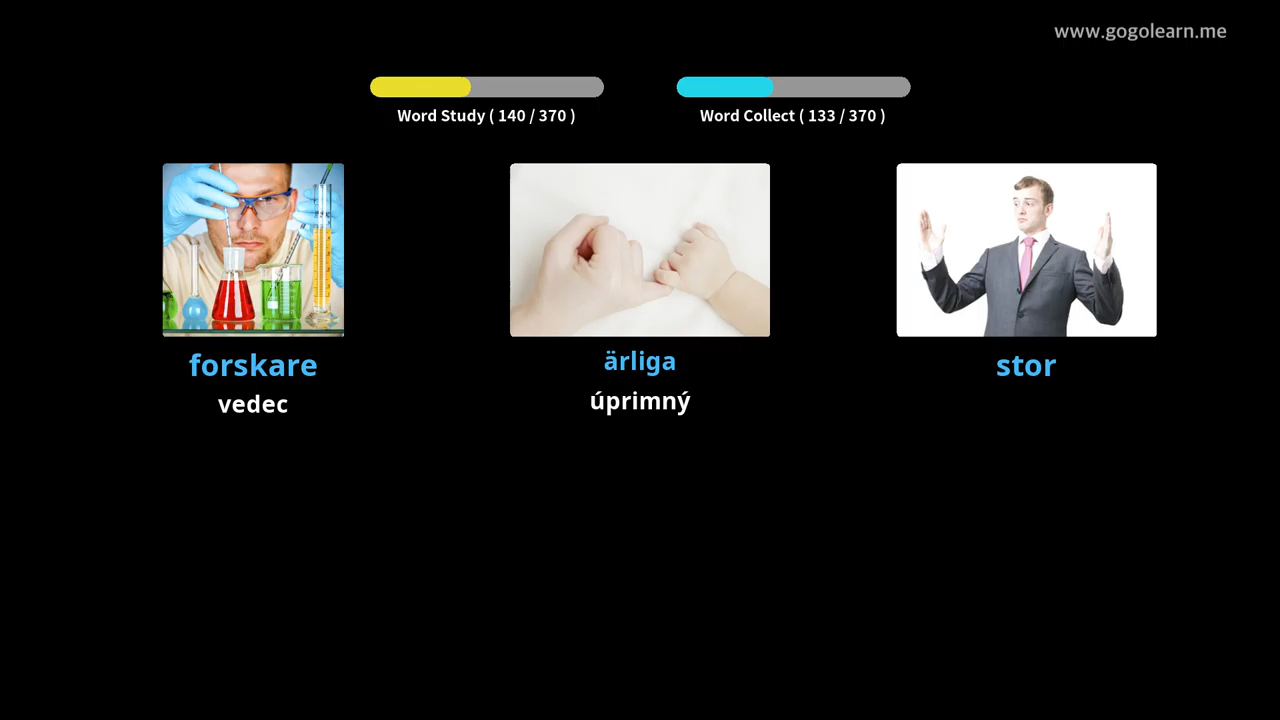 www.gogolearn.me
Word Study ( 140 / 370 )
Word Collect ( 133 / 370 )
forskare
vedec
ärliga
úprimný
stor